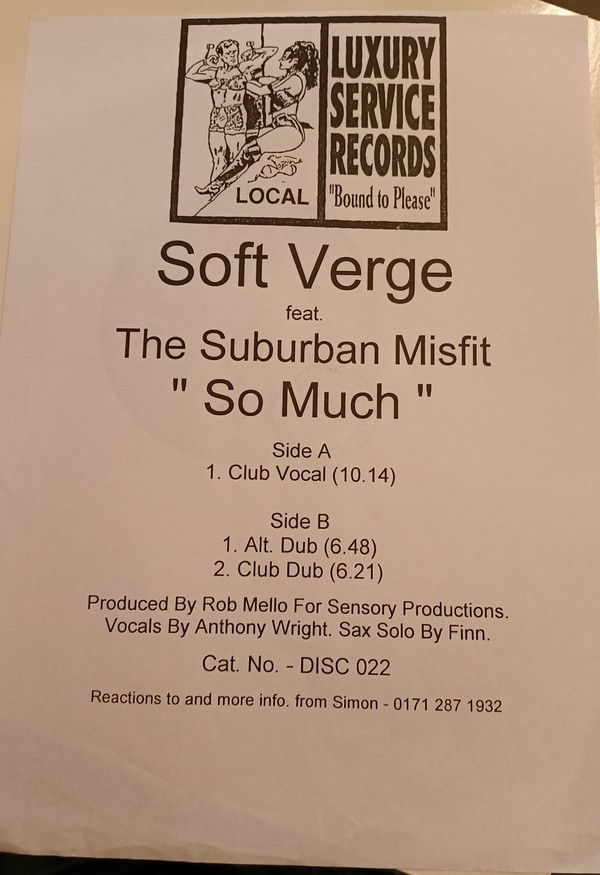 LUXURY
SERVICE
RECORDS
LOCAL
"Bound to Please"
Soft Verge
feat.
The Suburban Misfit
" So Much "
Side A
1. Club Vocal (10.14)
Side B
1. Alt. Dub (6.48)
2. Club Dub (6.21)
Produced By Rob Mello For Sensory Productions.
Vocals By Anthony Wright. Sax Solo By Finn.
Cat. No. - DISC 022
Reactions to and more info. from Simon - 0171 287 1932